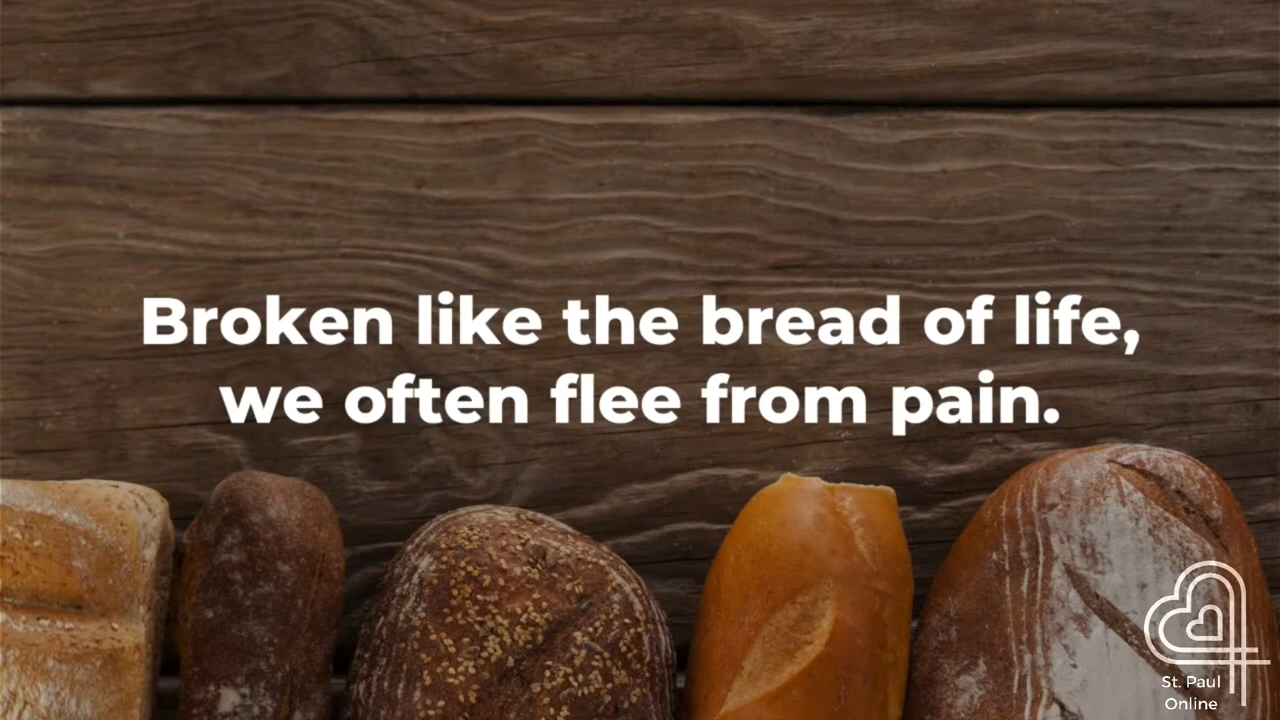 Broken like the bread of life,
we often flee from pain.
St. Paul
Online